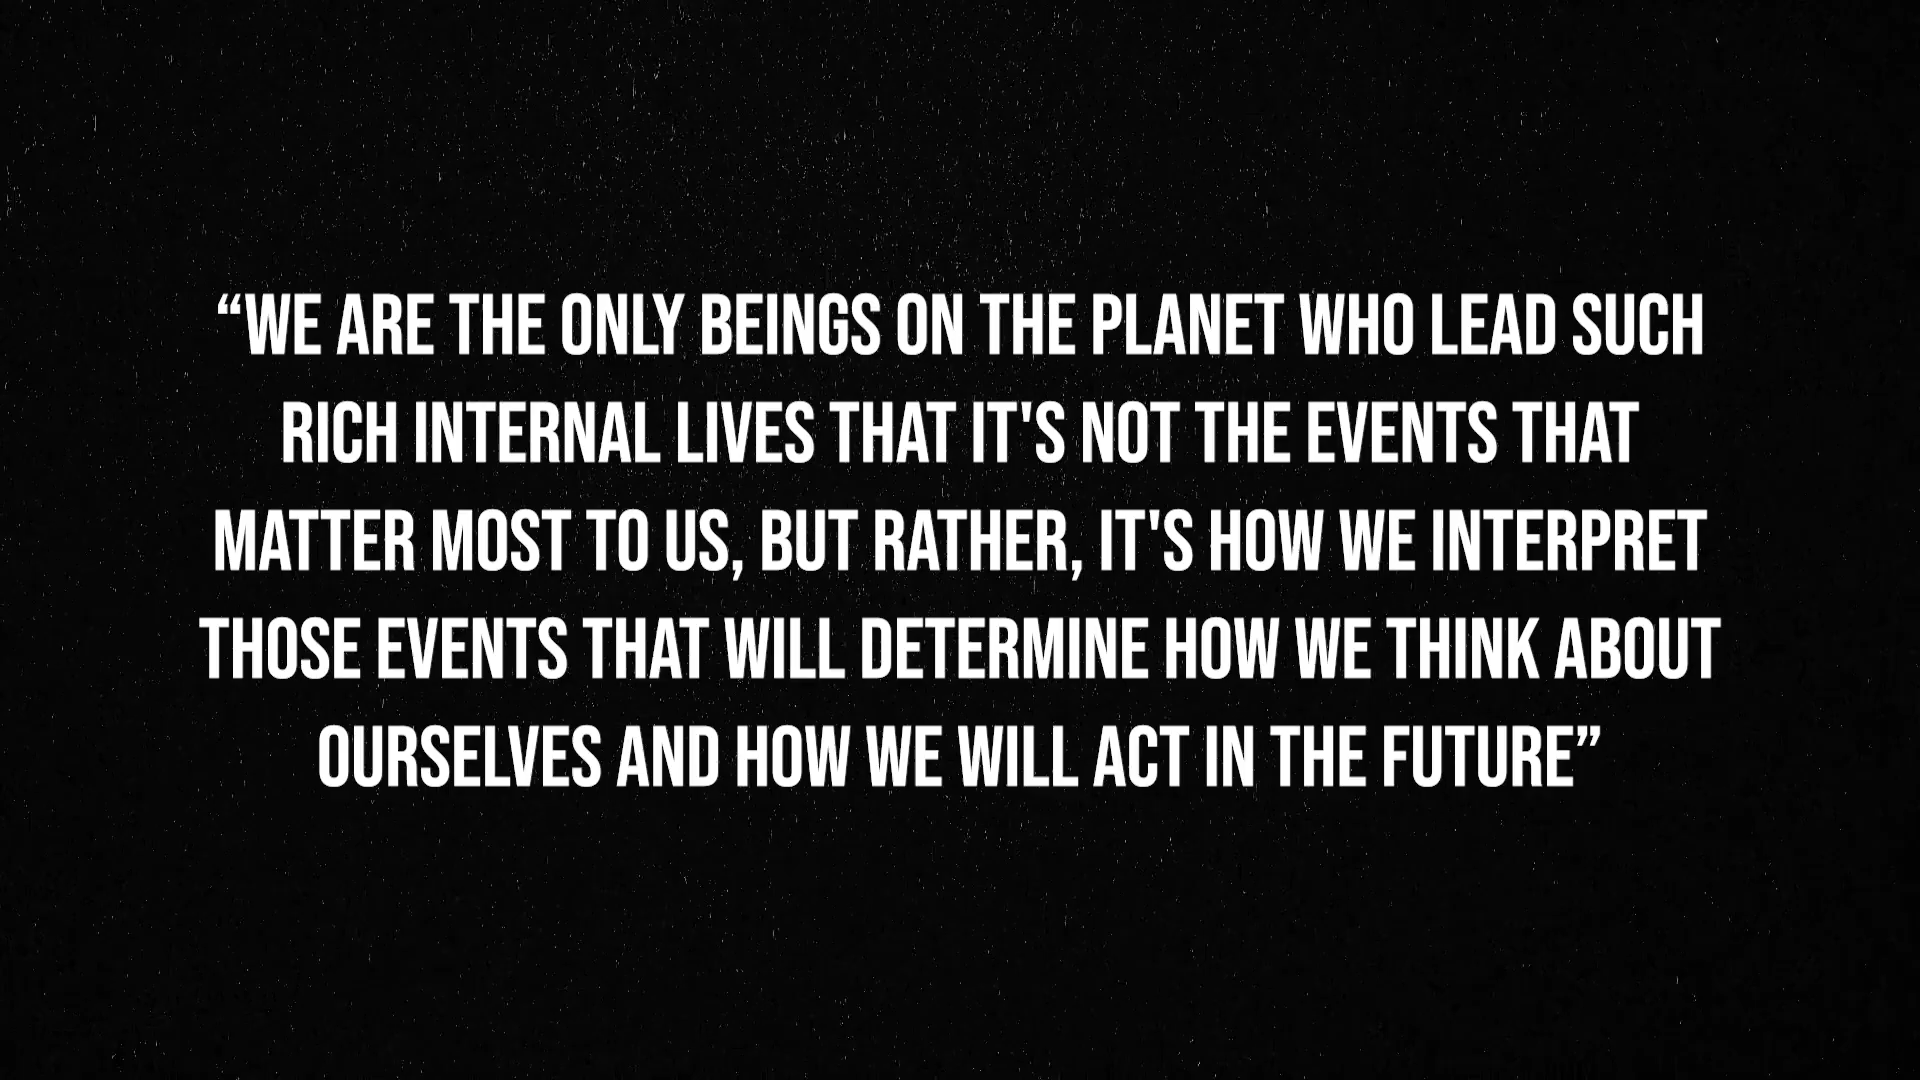 “WE ARE THE ONLY BEINGS ON THE PLANET WHO LEAD SUCH
RICH INTERNAL LIVES THAT IT'S NOT THE EVENTS THAT
MATTER MOST TO US, BUT RATHER, IT'S HOW WE INTERPRET
THOSE EVENTS THAT WILL DETERMINE HOW WE THINK ABOUT
OURSELVES AND HOW WE WILL ACT IN THE FUTURE”